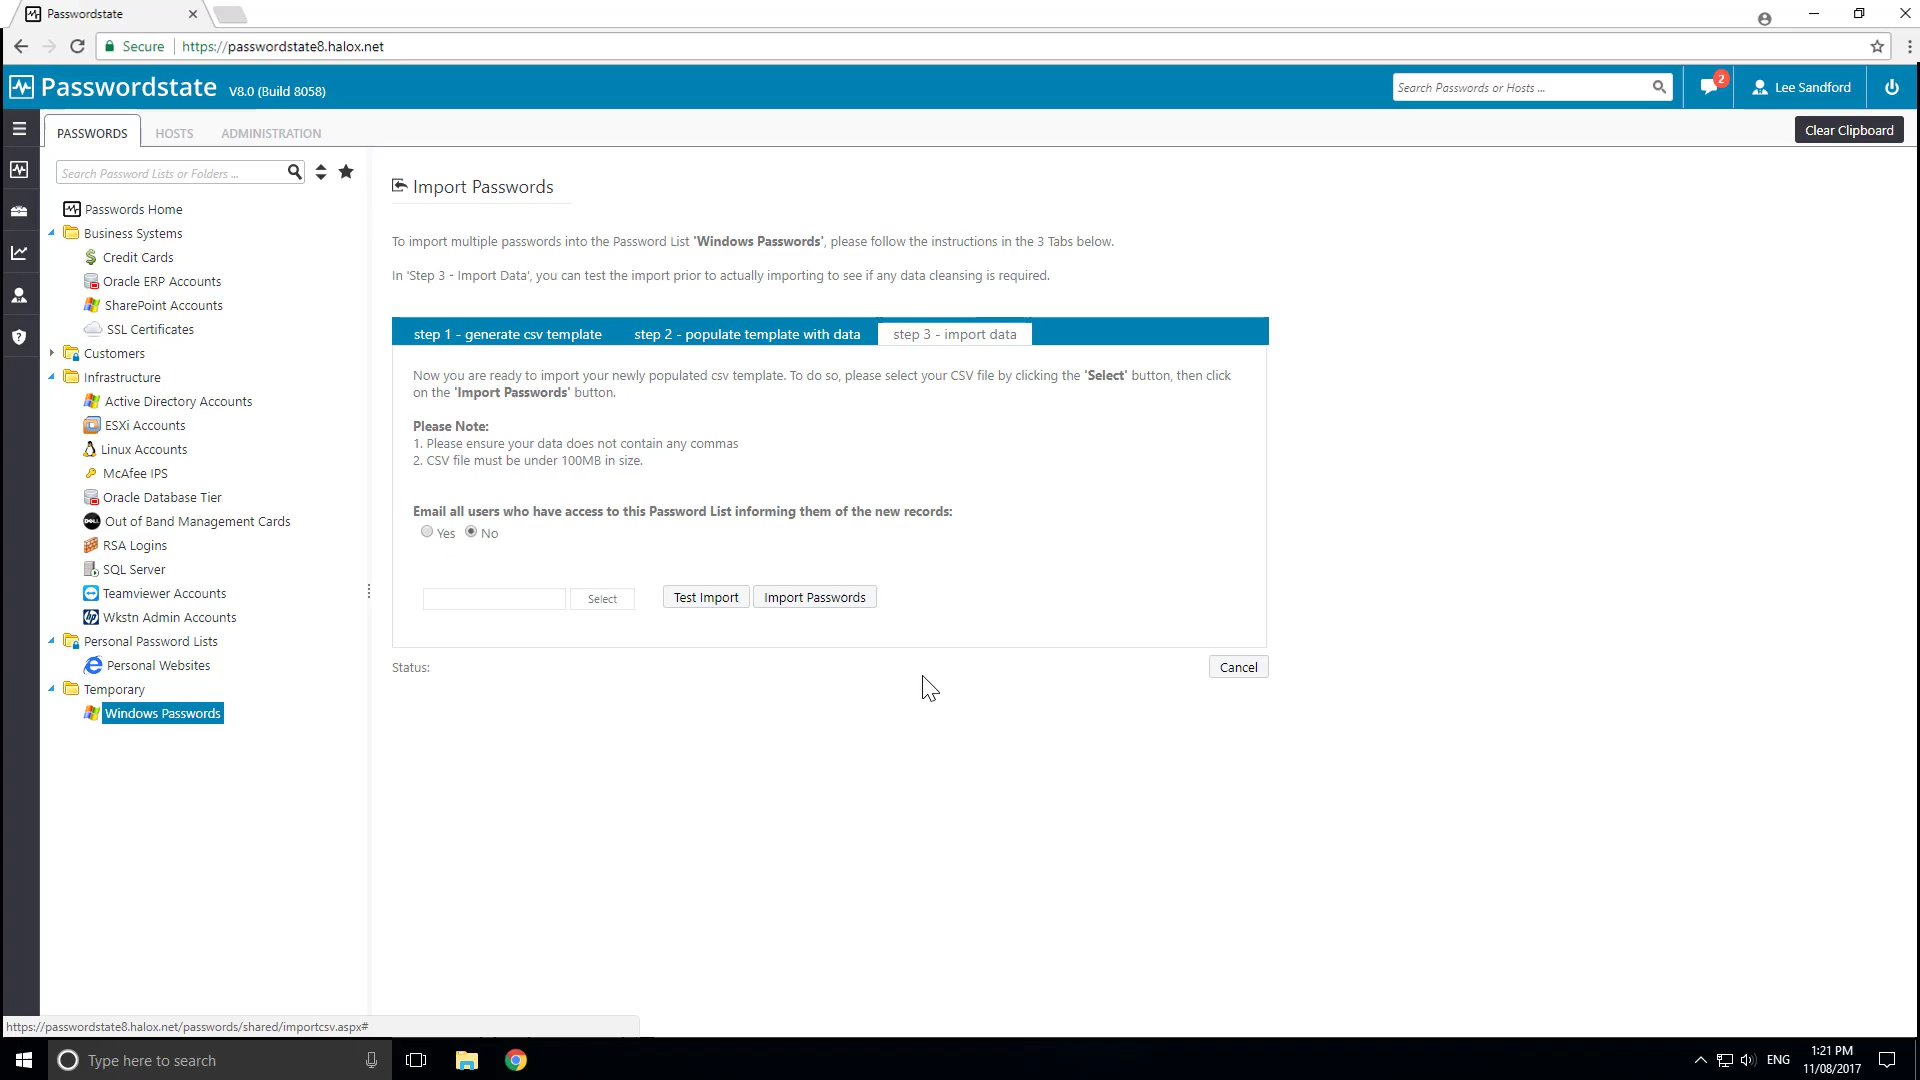 Passwordstate
Secure
https://passwordstate8.halox.net
Passwordstate V8.0 (Build 8058)
Search Passwords or Hosts ...
2
Lee Sandford
PASSWORDS
HOSTS
ADMINISTRATION
Clear Clipboard
Search Password Lists or Folders ...
Passwords Home
Business Systems
Credit Cards
Oracle ERP Accounts
SharePoint Accounts
SSL Certificates
Customers
Infrastructure
Active Directory Accounts
ESXi Accounts
Linux Accounts
McAfee IPS
Oracle Database Tier
Out of Band Management Cards
RSA Logins
SQL Server
Teamviewer Accounts
Wkstn Admin Accounts
Personal Password Lists
Personal Websites
Temporary
Windows Passwords
Import Passwords
To import multiple passwords into the Password List 'Windows Passwords', please follow the instructions in the 3 Tabs below.
In 'Step 3 - Import Data', you can test the import prior to actually importing to see if any data cleansing is required.
step 1 - generate csv template
step 2 - populate template with data
step 3 - import data
Now you are ready to import your newly populated csv template. To do so, please select your CSV file by clicking the 'Select' button, then click
on the 'Import Passwords' button.
Please Note:
1. Please ensure your data does not contain any commas
2. CSV file must be under 100MB in size.
Email all users who have access to this Password List informing them of the new records:
Yes
No
Select
Test Import
Import Passwords
Status:
Cancel
https://passwordstate8.halox.net/passwords/shared/importcsv.aspx#
Type here to search
ENG
1:21 PM
11/08/2017